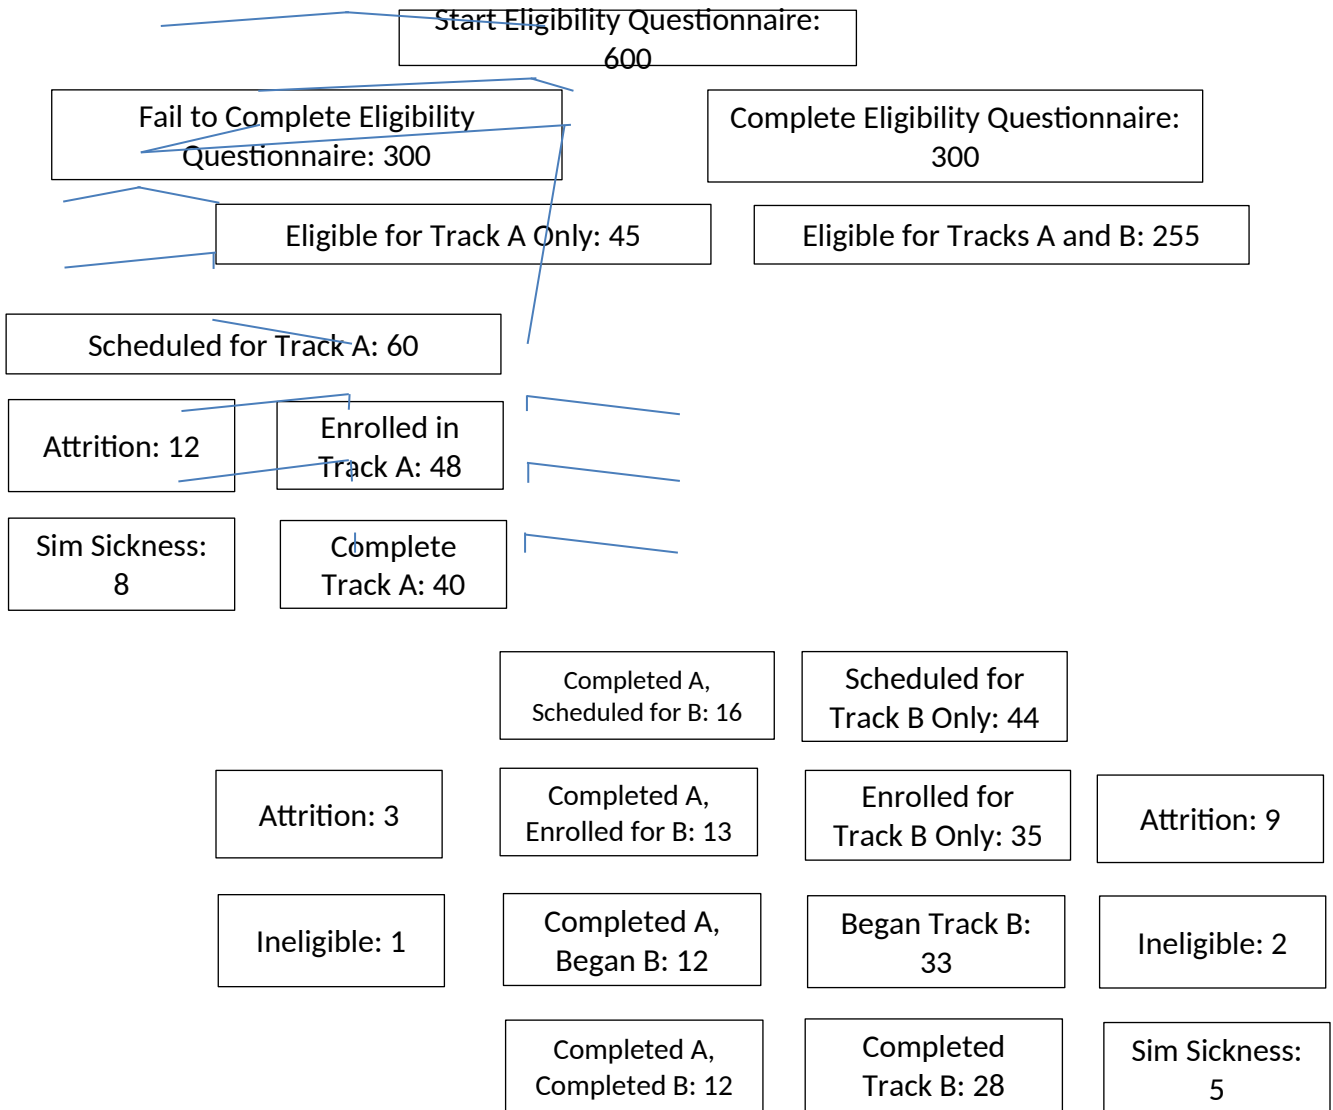 Start Eligibility Questionnaire:
600
Fail to Complete Eligibility
Questionnaire: 300
Complete Eligibility Questionnaire:
300
Eligible for Track A Only: 45
Eligible for Tracks A and B: 255
Scheduled for Track A: 60
Attrition: 12
Enrolled in
Track A: 48
Sim Sickness:
8
Complete
Track A: 40
Completed A,
Scheduled for B: 16
Scheduled for
Track B Only: 44
Attrition: 3
Completed A,
Enrolled for B: 13
Enrolled for
Track B Only: 35
Attrition: 9
Ineligible: 1
Completed A,
Began B: 12
Began Track B:
33
Ineligible: 2
Completed A,
Completed B: 12
Completed
Track B: 28
Sim Sickness:
5